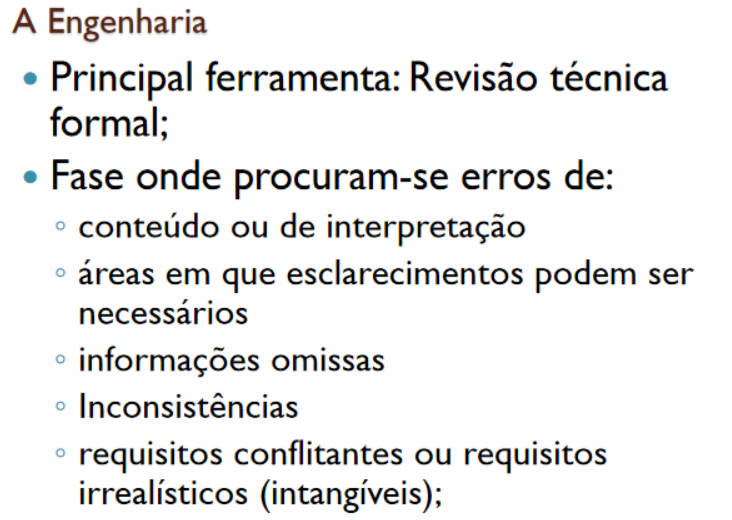 A Engenharia
• Principal ferramenta: Revisão técnica
formal;
• Fase onde procuram-se erros de:
◦ conteúdo ou de interpretação
◦ áreas em que esclarecimentos podem ser
necessários
◦ informações omissas
◦ Inconsistências
◦ requisitos conflitantes ou requisitos
irrealísticos (intangíveis);